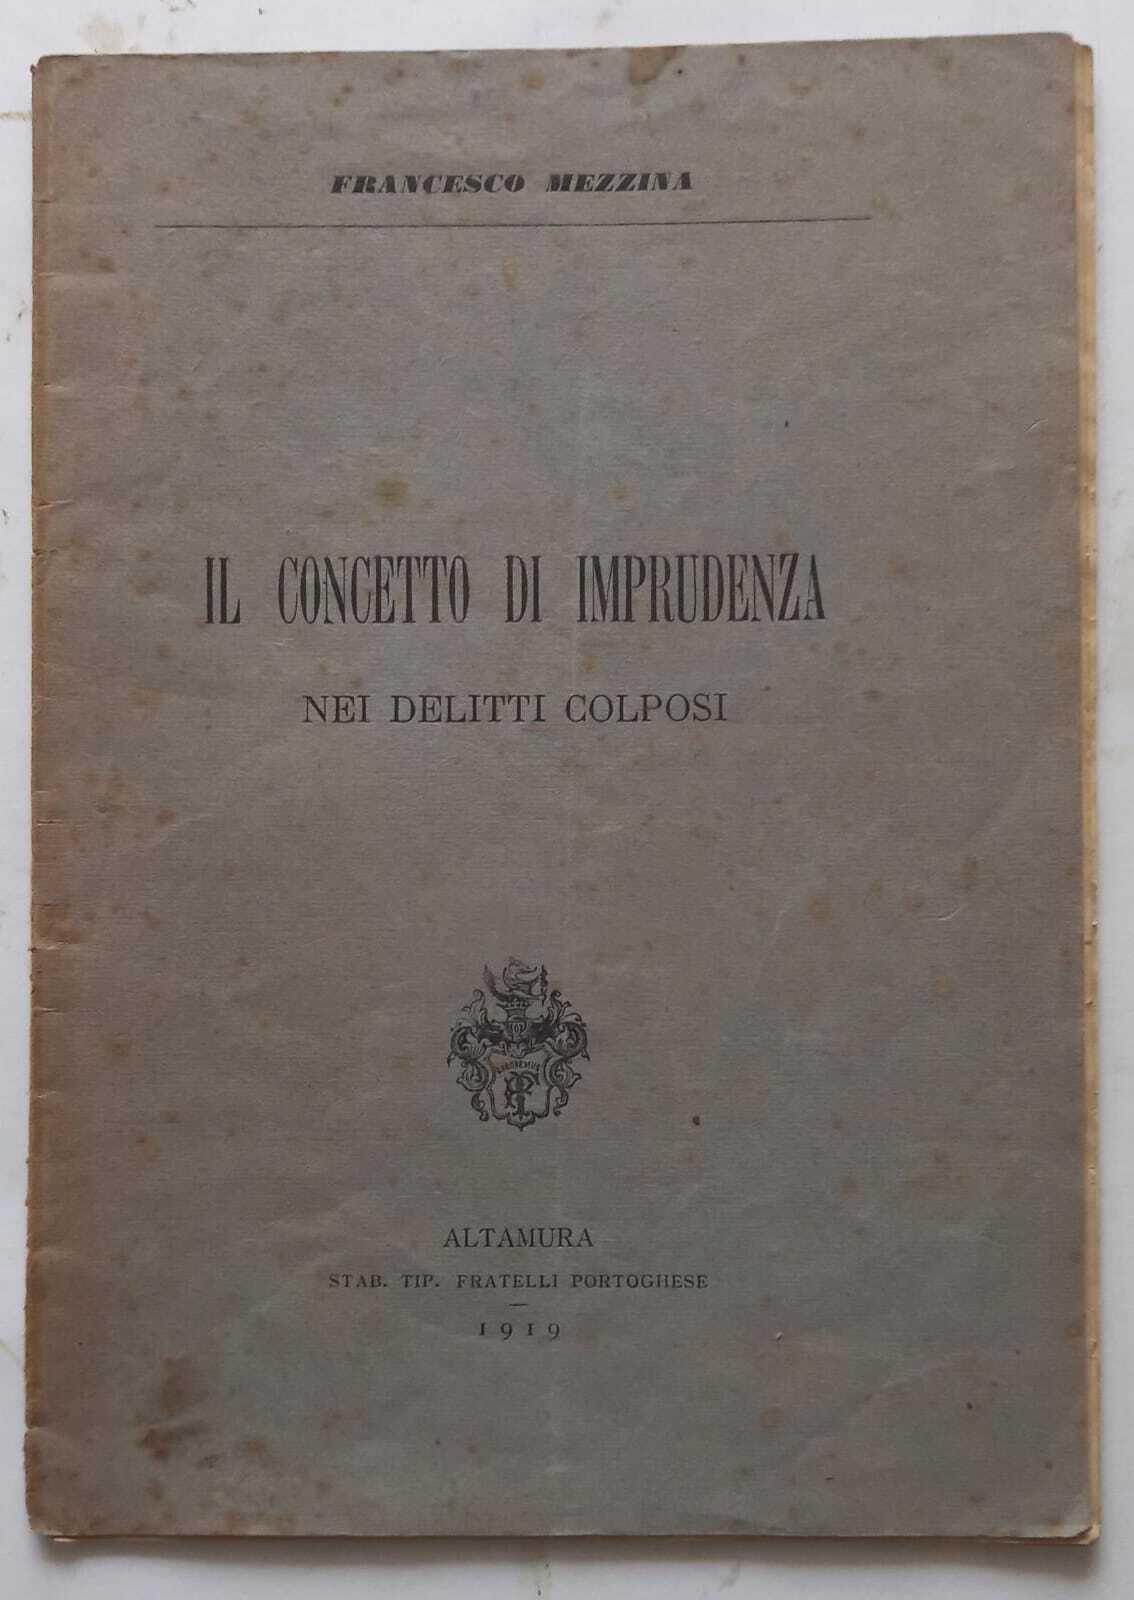 FRANCESCO MEZZINA
IL CONCETTO DI IMPRUDENZA
NEI DELITTI COLPOSI
ALTAMURA
STAB. TIP. FRATELLI PORTOGHESE
1919